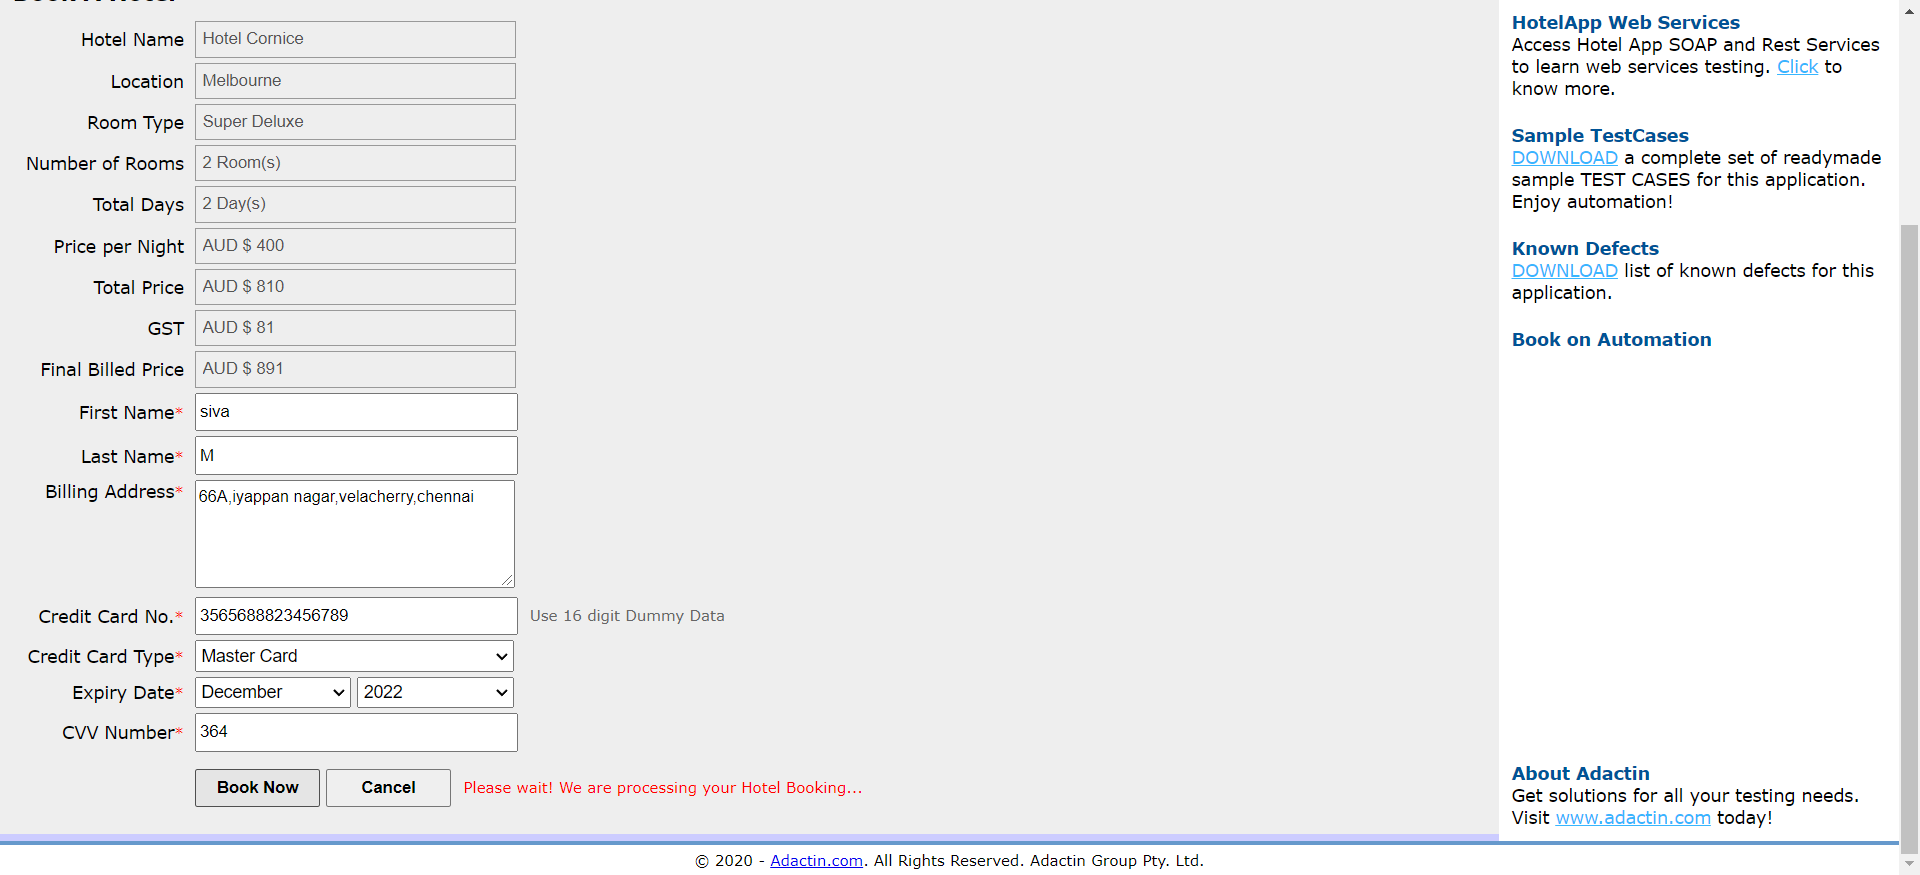 Hotel Name Hotel Cornice
Location Melbourne
Room Type Super Deluxe
Number of Rooms 2 Room(s)
Total Days 2 Day(s)
Price per Night AUD $ 400
Total Price AUD $ 810
GST AUD $ 81
Final Billed Price AUD $ 891
First Name* siva
Last Name* M
Billing Address* 66A,iyappan nagar,velacherry,chennai
Credit Card No.* 3565688823456789 Use 16 digit Dummy Data
Credit Card Type* Master Card
Expiry Date* December 2022
CVV Number* 364
Book Now Cancel Please wait! We are processing your Hotel Booking...
HotelApp Web Services
Access Hotel App SOAP and Rest Services
to learn web services testing. Click to
know more.
Sample TestCases
DOWNLOAD a complete set of readymade
sample TEST CASES for this application.
Enjoy automation!
Known Defects
DOWNLOAD list of known defects for this
application.
Book on Automation
About Adactin
Get solutions for all your testing needs.
Visit www.adactin.com today!
© 2020 - Adactin.com. All Rights Reserved. Adactin Group Pty. Ltd.